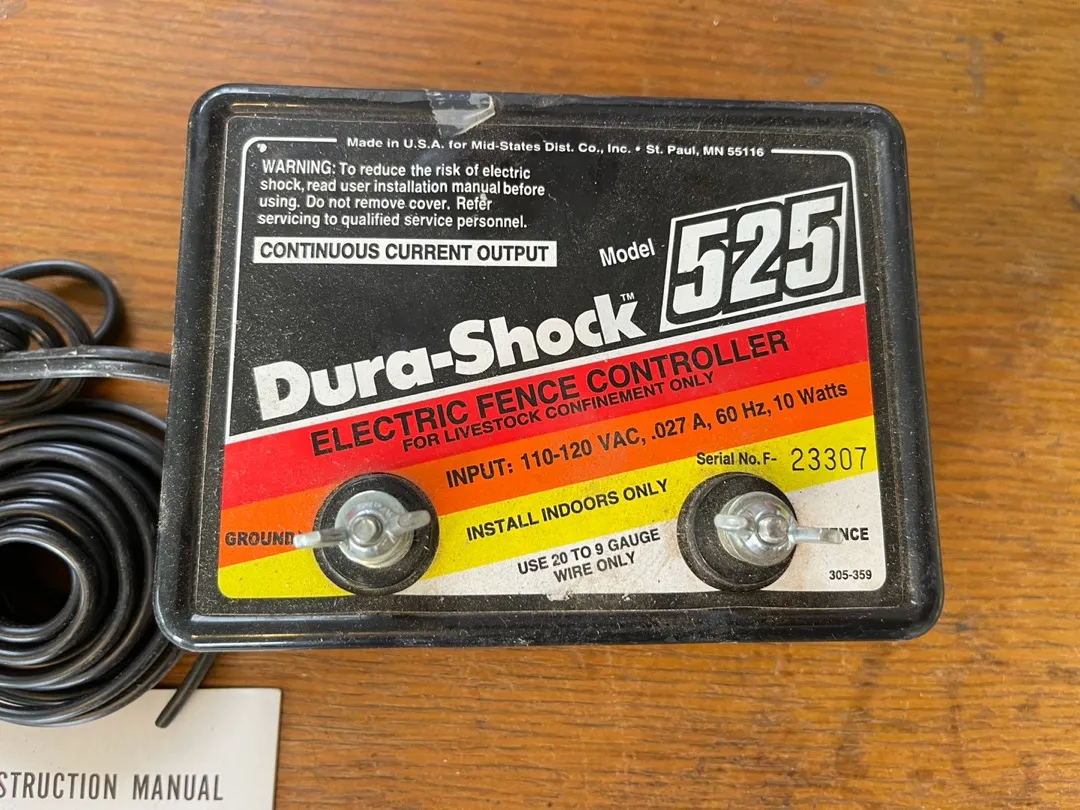 Made in U.S.A. for Mid-States Dist. Co., Inc. • St. Paul, MN 55116
WARNING: To reduce the risk of electric
shock, read user installation manual before
using. Do not remove cover. Refer
servicing to qualified service personnel.
CONTINUOUS CURRENT OUTPUT
Model 525
Dura-Shock™
ELECTRIC FENCE CONTROLLER
FOR LIVESTOCK CONFINEMENT ONLY
INPUT: 110-120 VAC, .027 A, 60 Hz, 10 Watts
Serial No. F- 23307
INSTALL INDOORS ONLY
GROUND
USE 20 TO 9 GAUGE
WIRE ONLY
305-359
MANUAL